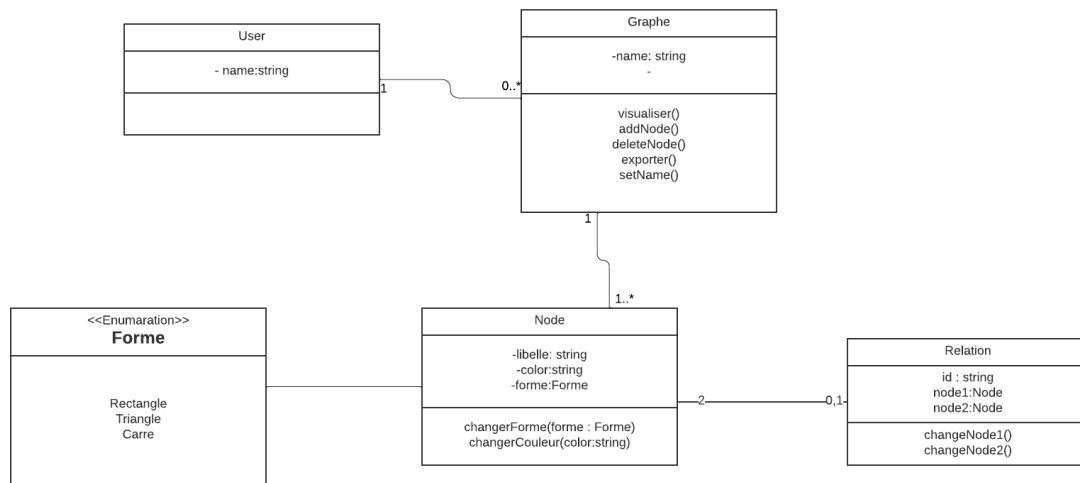 User
- name:string
1
0..*
Graphe
-name: string
-
visualiser()
addNode()
deleteNode()
exporter()
setName()
1
1..*
<<Enumaration>>
Forme
Rectangle
Triangle
Carre
Node
-libelle: string
-color:string
-forme:Forme
changerForme(forme : Forme)
changerCouleur(color:string)
2
0,1
Relation
id : string
node1:Node
node2:Node
changeNode1()
changeNode2()